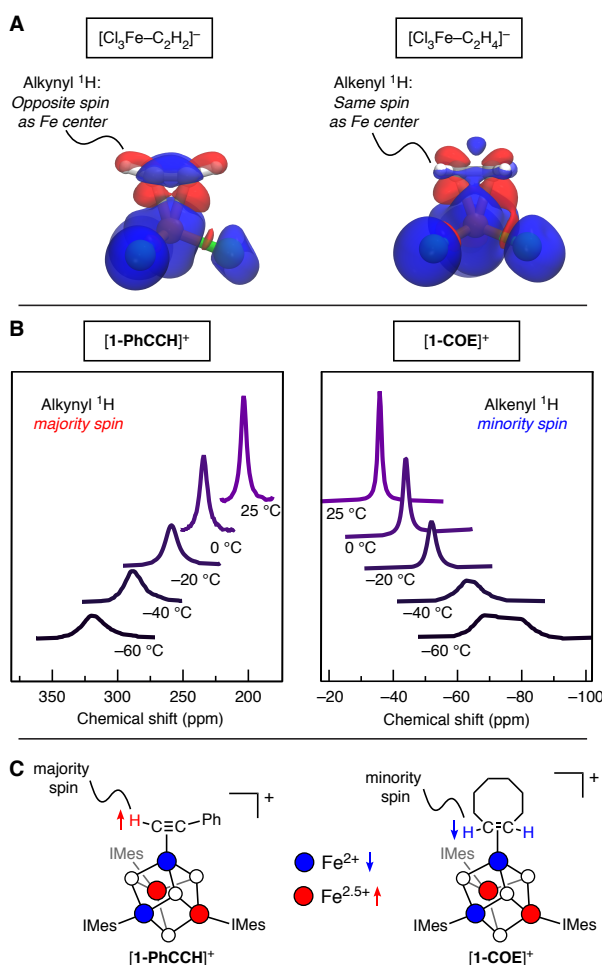 A
[Cl₃Fe–C₂H₂]⁻
[Cl₃Fe–C₂H₄]⁻
Alkynyl ¹H:
Opposite spin
as Fe center
Alkenyl ¹H:
Same spin
as Fe center
B
[1-PhCCH]⁺
[1-COE]⁺
Alkynyl ¹H
majority spin
25 °C
0 °C
–20 °C
–40 °C
–60 °C
350 300 250 200
Chemical shift (ppm)
Alkenyl ¹H
minority spin
25 °C
0 °C
–20 °C
–40 °C
–60 °C
–20 –40 –60 –80 –100
Chemical shift (ppm)
C
majority
spin
H–C≡C–Ph
+
IMes
IMes
IMes
[1-PhCCH]⁺
Fe²⁺
Fe²·⁵⁺
minority
spin
H–C=C–H
+
IMes
IMes
IMes
[1-COE]⁺